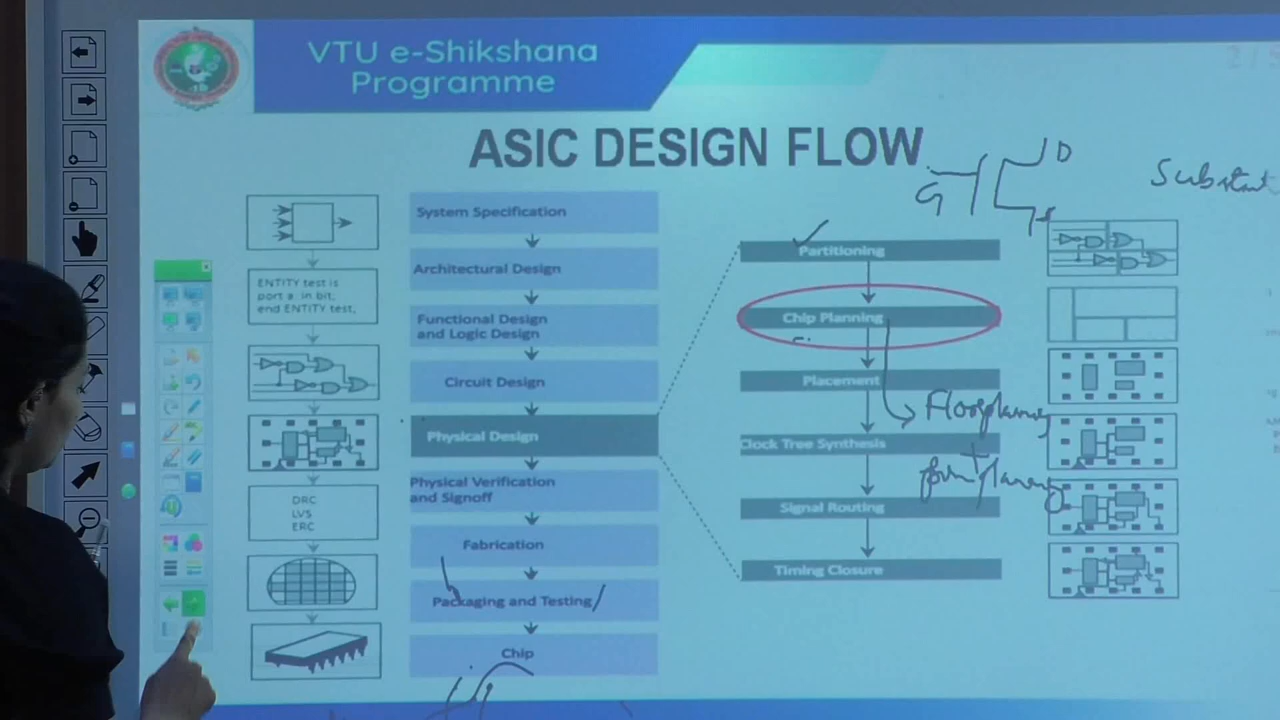 VTU e-Shikshana
Programme
ASIC DESIGN FLOW
D
G
S
System Specification
Architectural Design
Functional Design
and Logic Design
Circuit Design
Physical Design
Physical Verification
and Signoff
Fabrication
Packaging and Testing
Chip
ENTITY test is
port a: in bit;
end ENTITY test;
DRC
LVS
ERC
Partitioning
Chip Planning
Placement
Clock Tree Synthesis
Signal Routing
Timing Closure
+